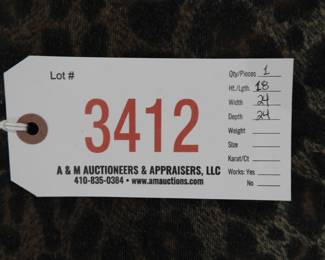 Lot #
3412
A & M AUCTIONEERS & APPRAISERS, LLC
410-835-0384 • www.amauctions.com
Qty/Pieces 1
Ht./Lgth 18
Width 24
Depth 24
Weight
Size
Karat/Ct
Works: Yes
No